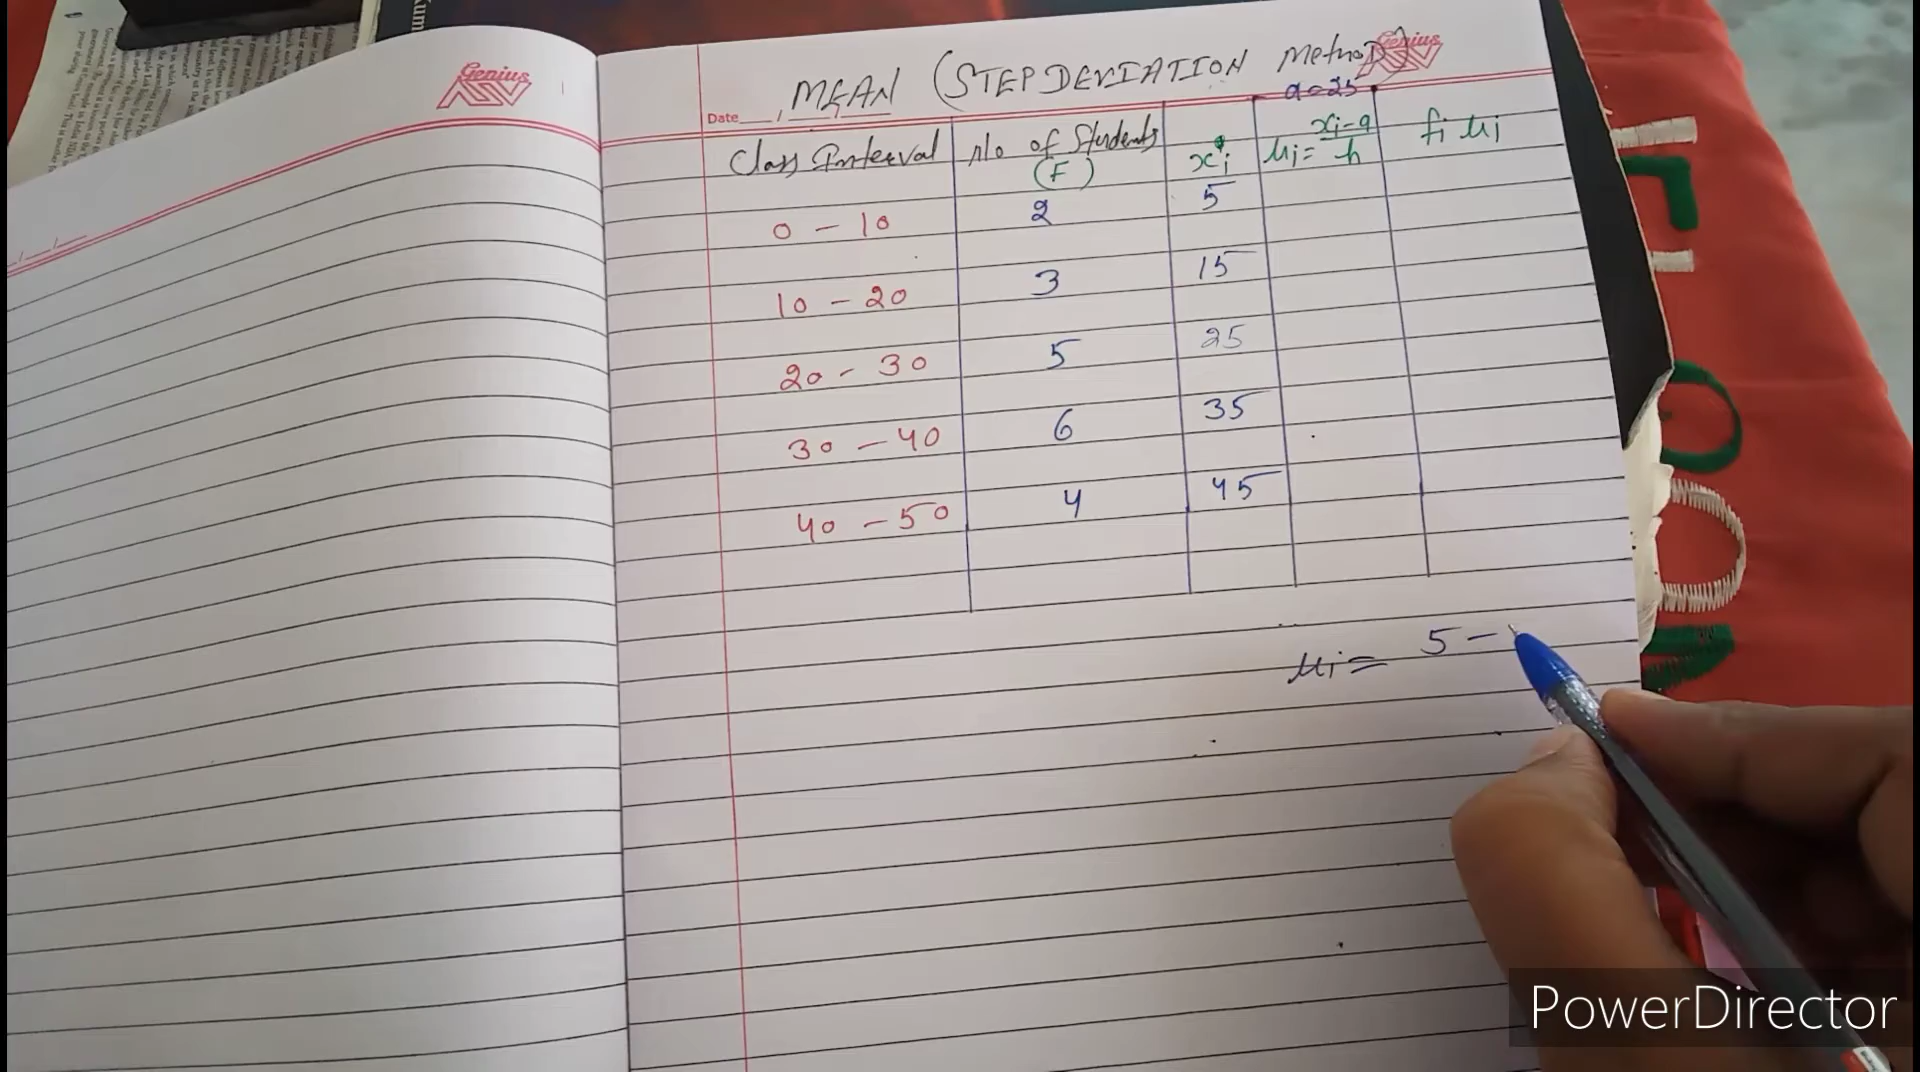 Genius
Genius
MEAN (STEP DEVIATION Method)
Date
a=25
Class Interval No of Students (F) xi ui = xi-a/h fi ui
0 - 10 2 5
10 - 20 3 15
20 - 30 5 25
30 - 40 6 35
40 - 50 4 45
ui = 5 -
PowerDirector